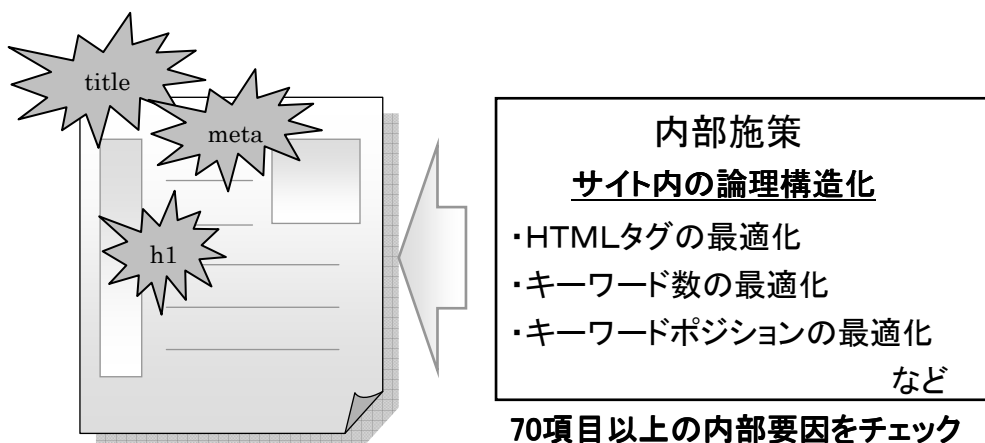 title
meta
h1
内部施策
サイト内の論理構造化
・HTMLタグの最適化
・キーワード数の最適化
・キーワードポジションの最適化
など
70項目以上の内部要因をチェック